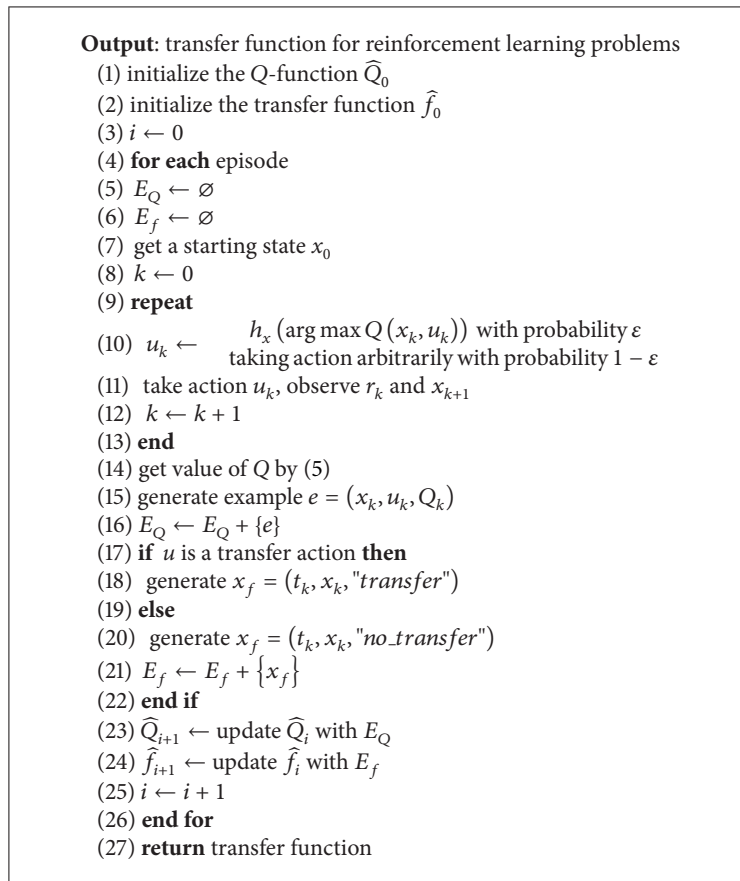 Output: transfer function for reinforcement learning problems
(1) initialize the Q-function Q̂₀
(2) initialize the transfer function f̂₀
(3) i ← 0
(4) for each episode
(5) E_Q ← ∅
(6) E_f ← ∅
(7) get a starting state x₀
(8) k ← 0
(9) repeat
(10) u_k ← h_x (arg max Q (x_k, u_k)) with probability ε
taking action arbitrarily with probability 1 − ε
(11) take action u_k, observe r_k and x_{k+1}
(12) k ← k + 1
(13) end
(14) get value of Q by (5)
(15) generate example e = (x_k, u_k, Q_k)
(16) E_Q ← E_Q + {e}
(17) if u is a transfer action then
(18) generate x_f = (t_k, x_k, "transfer")
(19) else
(20) generate x_f = (t_k, x_k, "no_transfer")
(21) E_f ← E_f + {x_f}
(22) end if
(23) Q̂_{i+1} ← update Q̂_i with E_Q
(24) f̂_{i+1} ← update f̂_i with E_f
(25) i ← i + 1
(26) end for
(27) return transfer function